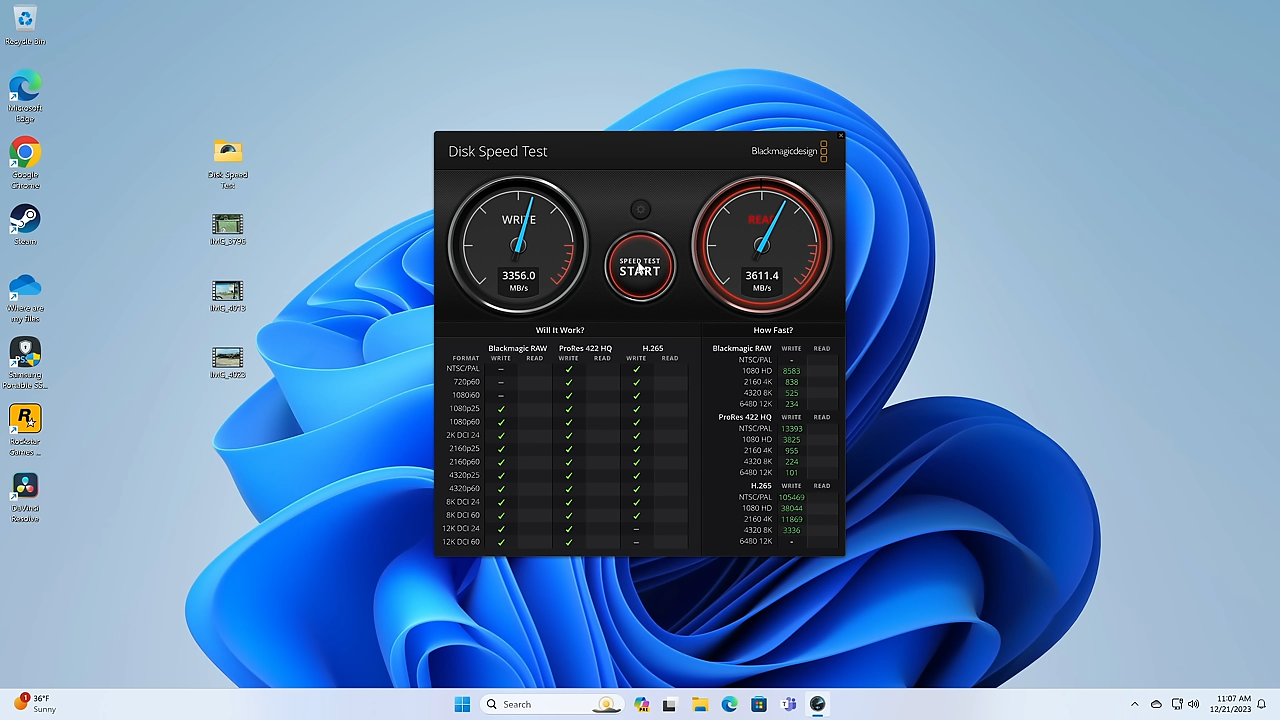 Recycle Bin
Microsoft
Edge
Google
Chrome
Steam
Where are
my files
Samsung
Portable SS...
Rockstar
Games ...
DaVinci
Resolve
Disk Speed
Test
IMG_3796
IMG_4013
IMG_4023
Disk Speed Test
Blackmagicdesign
WRITE
3356.0
MB/s
SPEED TEST
START
READ
3611.4
MB/s
Will It Work?
Blackmagic RAW ProRes 422 HQ H.265
FORMAT WRITE READ WRITE READ WRITE READ
NTSC/PAL – ✓ ✓
720p60 – ✓ ✓
1080i60 – ✓ ✓
1080p25 ✓ ✓ ✓
1080p60 ✓ ✓ ✓
2K DCI 24 ✓ ✓ ✓
2160p25 ✓ ✓ ✓
2160p60 ✓ ✓ ✓
4320p25 ✓ ✓ ✓
4320p60 ✓ ✓ ✓
8K DCI 24 ✓ ✓ ✓
8K DCI 60 ✓ ✓ ✓
12K DCI 24 ✓ ✓ –
12K DCI 60 ✓ ✓ –
How Fast?
Blackmagic RAW WRITE READ
NTSC/PAL -
1080 HD 8583
2160 4K 838
4320 8K 525
6480 12K 234
ProRes 422 HQ WRITE READ
NTSC/PAL 13393
1080 HD 3825
2160 4K 955
4320 8K 224
6480 12K 101
H.265 WRITE READ
NTSC/PAL 105469
1080 HD 38044
2160 4K 11869
4320 8K 3336
6480 12K -
1
36°F
Sunny
Search
PRE
11:07 AM
12/21/2023